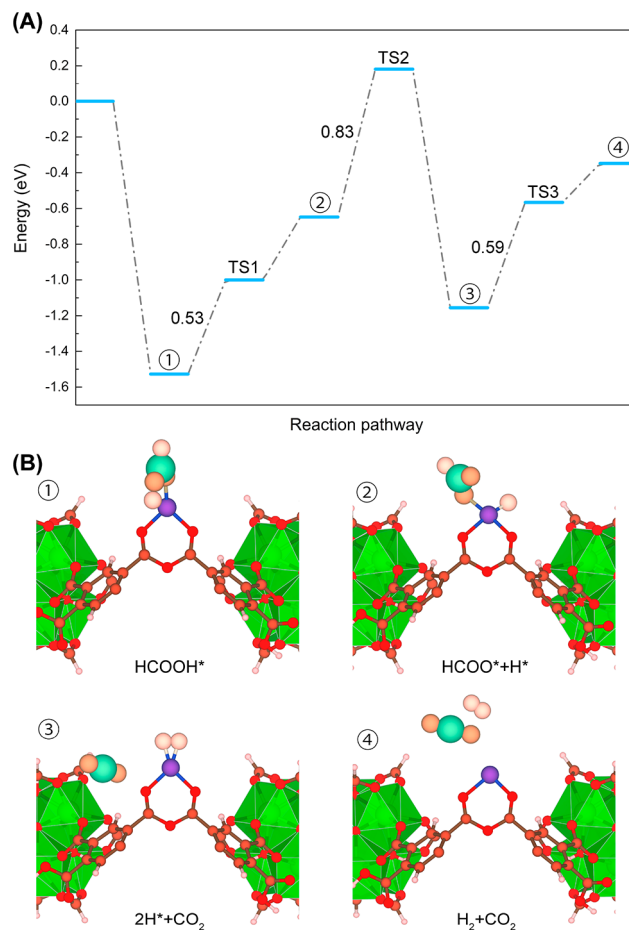 (A)
0.4
0.2
0.0
-0.2
-0.4
-0.6
-0.8
-1.0
-1.2
-1.4
-1.6
Energy (eV)
TS2
0.83
④
②
TS3
TS1
0.59
③
0.53
①
Reaction pathway
(B)
① ②
HCOOH* HCOO*+H*
③ ④
2H*+CO₂ H₂+CO₂